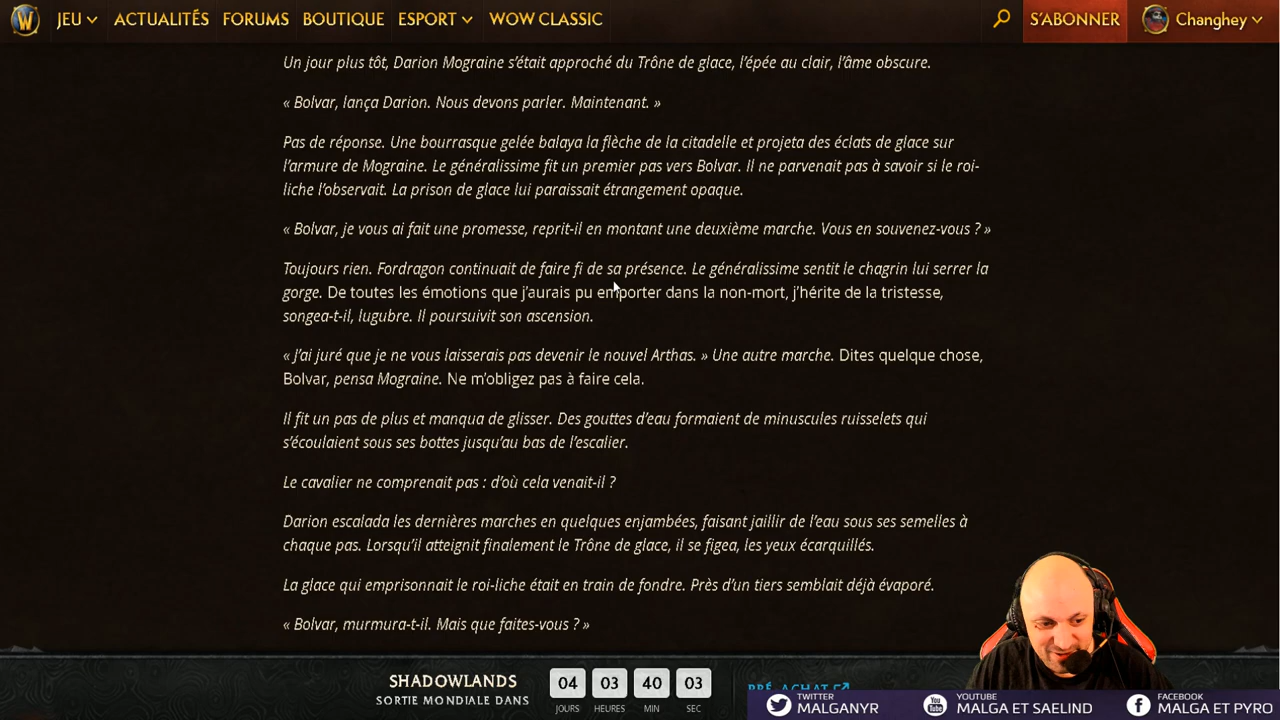 JEU ACTUALITÉS FORUMS BOUTIQUE ESPORT WOW CLASSIC S'ABONNER Changhey
Un jour plus tôt, Darion Mograine s’était approché du Trône de glace, l’épée au clair, l’âme obscure.
« Bolvar, lança Darion. Nous devons parler. Maintenant. »
Pas de réponse. Une bourrasque gelée balaya la flèche de la citadelle et projeta des éclats de glace sur
l’armure de Mograine. Le généralissime fit un premier pas vers Bolvar. Il ne parvenait pas à savoir si le roi-
liche l’observait. La prison de glace lui paraissait étrangement opaque.
« Bolvar, je vous ai fait une promesse, reprit-il en montant une deuxième marche. Vous en souvenez-vous ? »
Toujours rien. Fordragon continuait de faire fi de sa présence. Le généralissime sentit le chagrin lui serrer la
gorge. De toutes les émotions que j’aurais pu emporter dans la non-mort, j’hérite de la tristesse,
songea-t-il, lugubre. Il poursuivit son ascension.
« J’ai juré que je ne vous laisserais pas devenir le nouvel Arthas. » Une autre marche. Dites quelque chose,
Bolvar, pensa Mograine. Ne m’obligez pas à faire cela.
Il fit un pas de plus et manqua de glisser. Des gouttes d’eau formaient de minuscules ruisselets qui
s’écoulaient sous ses bottes jusqu’au bas de l’escalier.
Le cavalier ne comprenait pas : d’où cela venait-il ?
Darion escalada les dernières marches en quelques enjambées, faisant jaillir de l’eau sous ses semelles à
chaque pas. Lorsqu’il atteignit finalement le Trône de glace, il se figea, les yeux écarquillés.
La glace qui emprisonnait le roi-liche était en train de fondre. Près d’un tiers semblait déjà évaporé.
« Bolvar, murmura-t-il. Mais que faites-vous ? »
SHADOWLANDS
SORTIE MONDIALE DANS
04 03 40 03
JOURS HEURES MIN SEC
PRÉ-ACHAT
TWITTER YOUTUBE FACEBOOK
MALGANYR MALGA ET SAELIND MALGA ET PYRO